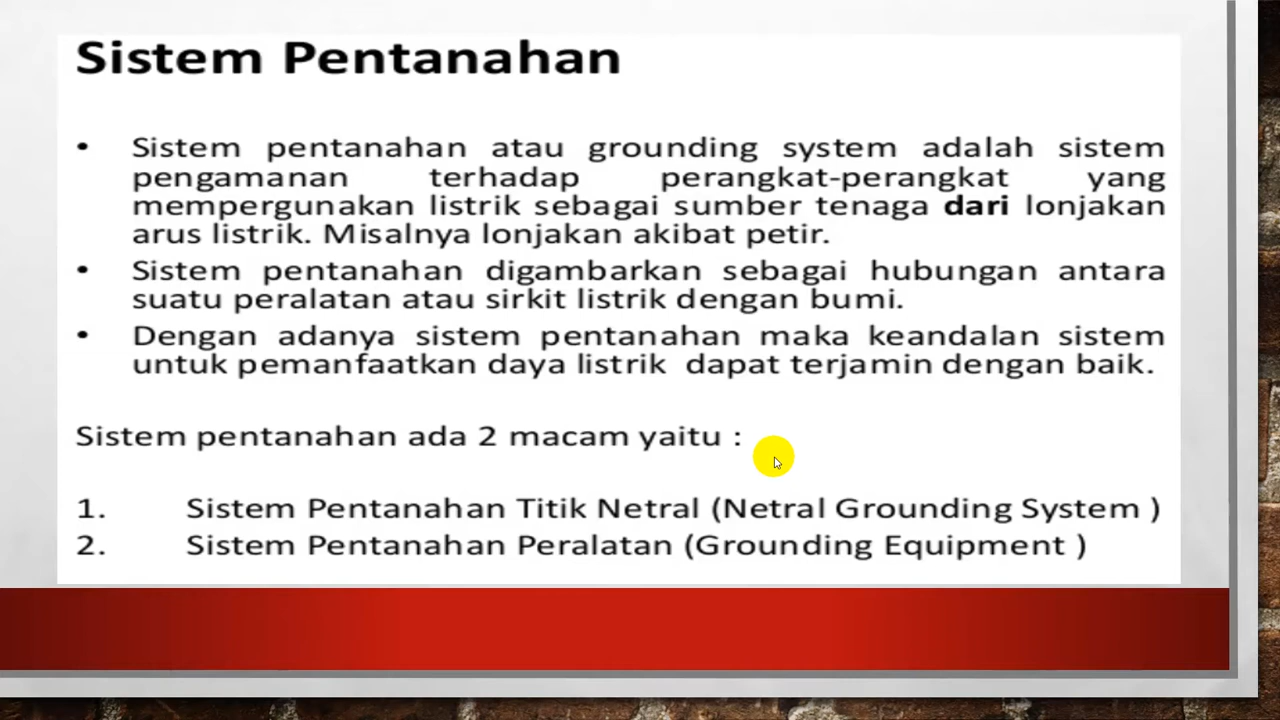 Sistem Pentanahan
• Sistem pentanahan atau grounding system adalah sistem
pengamanan terhadap perangkat-perangkat yang
mempergunakan listrik sebagai sumber tenaga dari lonjakan
arus listrik. Misalnya lonjakan akibat petir.
• Sistem pentanahan digambarkan sebagai hubungan antara
suatu peralatan atau sirkit listrik dengan bumi.
• Dengan adanya sistem pentanahan maka keandalan sistem
untuk pemanfaatkan daya listrik dapat terjamin dengan baik.
Sistem pentanahan ada 2 macam yaitu :
1. Sistem Pentanahan Titik Netral (Netral Grounding System )
2. Sistem Pentanahan Peralatan (Grounding Equipment )